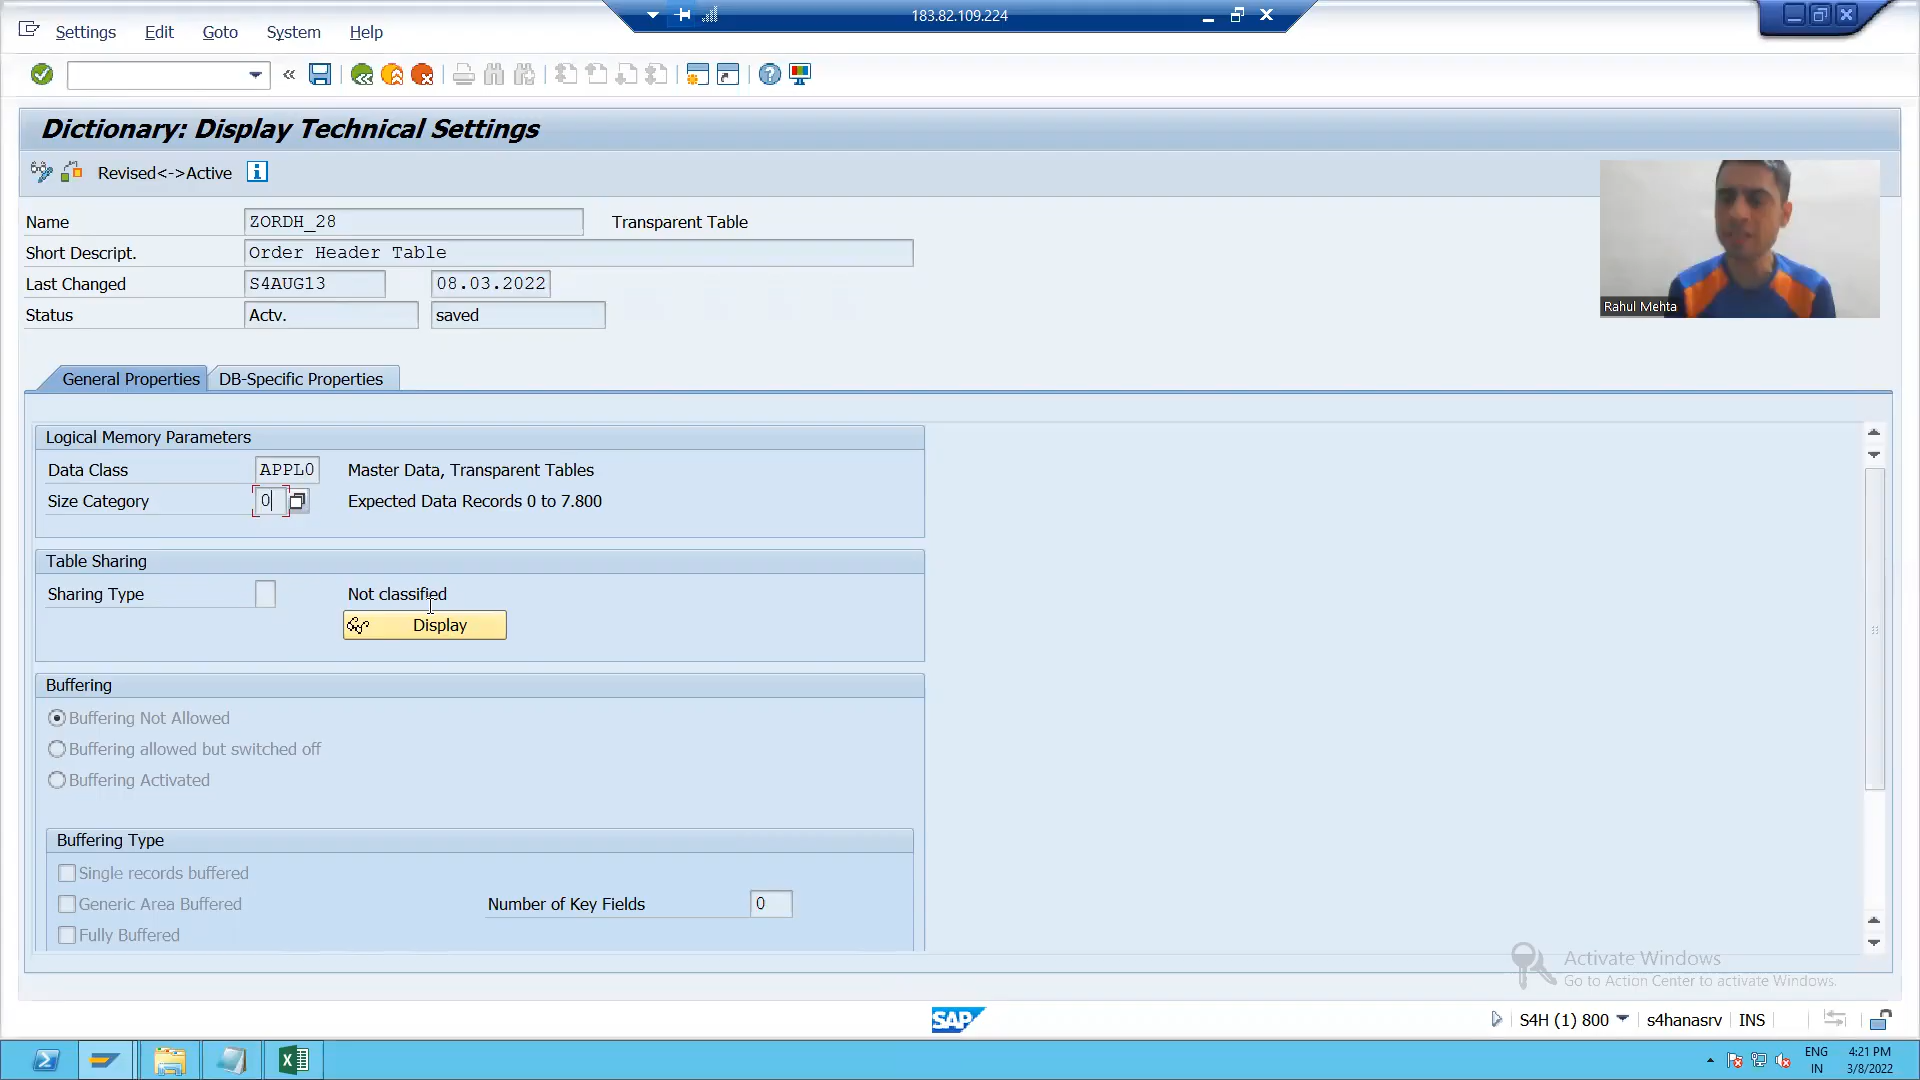 183.82.109.224
Settings Edit Goto System Help
Dictionary: Display Technical Settings
Revised<->Active
Name ZORDH_28 Transparent Table
Short Descript. Order Header Table
Last Changed S4AUG13 08.03.2022
Status Actv. saved
Rahul Mehta
General Properties DB-Specific Properties
Logical Memory Parameters
Data Class APPL0 Master Data, Transparent Tables
Size Category 0 Expected Data Records 0 to 7.800
Table Sharing
Sharing Type Not classified
Display
Buffering
Buffering Not Allowed
Buffering allowed but switched off
Buffering Activated
Buffering Type
Single records buffered
Generic Area Buffered Number of Key Fields 0
Fully Buffered
Activate Windows
Go to Action Center to activate Windows.
SAP S4H (1) 800 s4hanasrv INS
ENG 4:21 PM
IN 3/8/2022